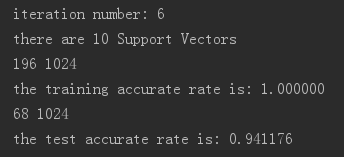 iteration number: 6
there are 10 Support Vectors
196 1024
the training accurate rate is: 1.000000
68 1024
the test accurate rate is: 0.941176